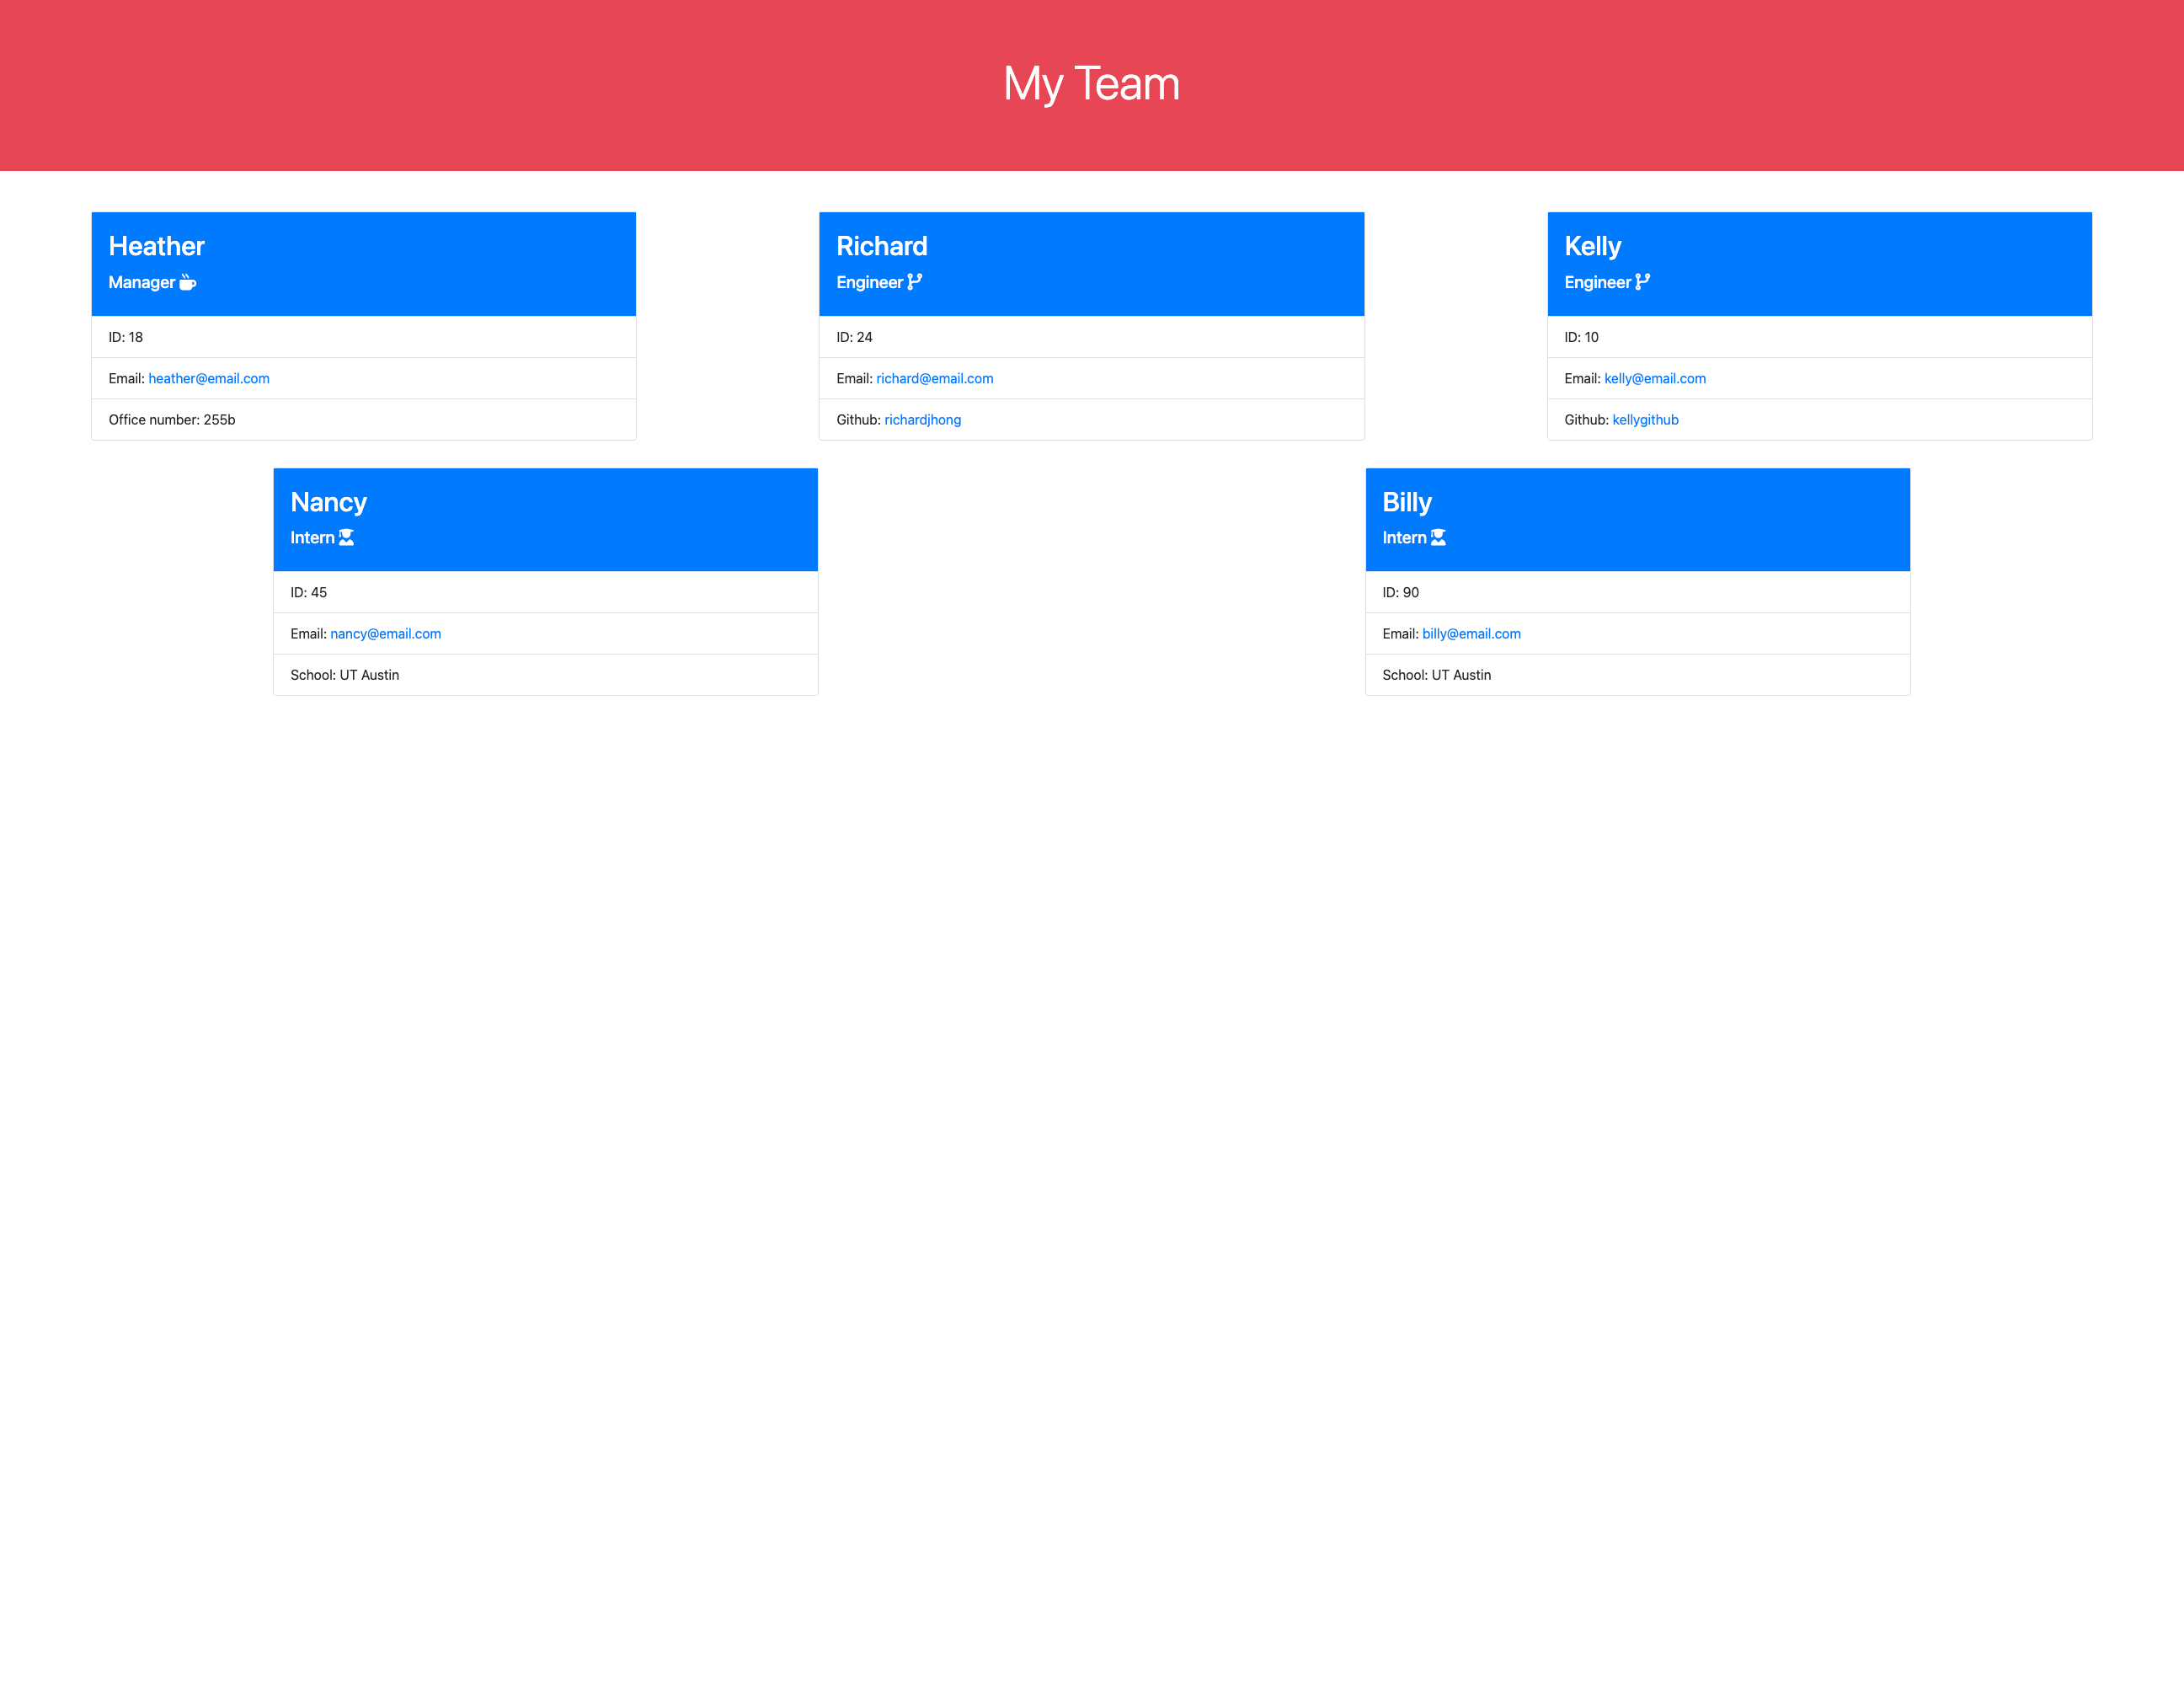 My Team
Heather
Manager
ID: 18
Email: heather@email.com
Office number: 255b
Richard
Engineer
ID: 24
Email: richard@email.com
Github: richardjhong
Kelly
Engineer
ID: 10
Email: kelly@email.com
Github: kellygithub
Nancy
Intern
ID: 45
Email: nancy@email.com
School: UT Austin
Billy
Intern
ID: 90
Email: billy@email.com
School: UT Austin